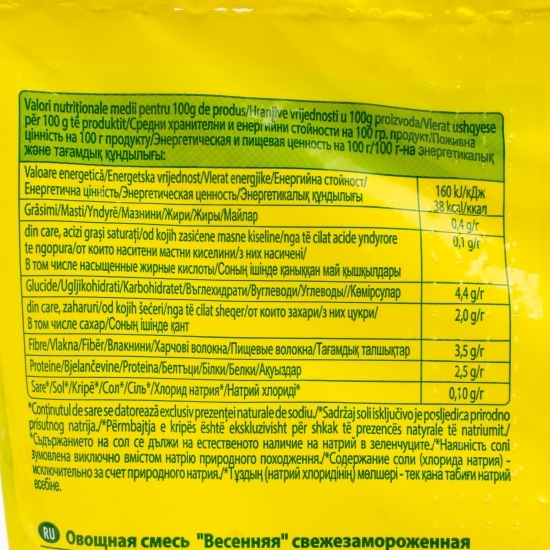 Valori nutriționale medii pentru 100g de produs/Hranjive vrijednosti u 100g proizvoda/Vlerat ushqyese
për 100 g të produktit/Средни хранителни и енергийни стойности на 100 гр. продукт/Поживна
цінність на 100 г продукту/Энергетическая и пищевая ценность на 100 г/100 г-на энергетикалық
және тағамдық құндылығы:
Valoare energetică/Energetska vrijednost/Vlerat energjike/Енергийна стойност/
Енергетична цінність/Энергетическая ценность/Энергетикалық құндылығы
160 kJ/кДж
38 kcal/ккал
Grăsimi/Masti/Yndyrë/Мазнини/Жири/Жиры/Майлар
0,4 g/г
din care, acizi grași saturați/od kojih zasićene masne kiseline/nga të cilat acide yndyrore
te ngopura/от които наситени мастни киселини/з них насичені/
В том числе насыщенные жирные кислоты/Соның ішінде қаныққан май қышқылдары
0,1 g/г
Glucide/Ugljikohidrati/Karbohidratet/Въглехидрати/Вуглеводи/Углеводы//Көмірсулар
4,4 g/г
din care, zaharuri/od kojih šećeri/nga të cilat sheqer/от които захари/з них цукри/
В том числе сахар/Соның ішінде қант
2,0 g/г
Fibre/Vlakna/Fibër/Влакнини/Харчові волокна/Пищевые волокна/Тағамдық талшықтар
3,5 g/г
Proteine/Bjelančevine/Proteina/Белтъци/Білки/Белки/Ақуыздар
2,5 g/г
Sare*/Sol*/Kripë*/Сол*/Сіль*/Хлорид натрия*/Натрий хлориді*
0,10 g/г
*Conținutul de sare se datorează exclusiv prezenței naturale de sodiu./*Sadržaj soli isključivo je posljedica prirodno
prisutnog natrija./*Përmbajtja e kripës është ekskluzivisht për shkak të prezencës natyrale të natriumit./
*Съдържанието на сол се дължи на естественото наличие на натрий в зеленчуците./*Наявність солі
зумовлена виключно вмістом натрію природного походження./*Содержание соли (хлорида натрия) -
исключительно за счет природного натрия./*Тұздың (натрий хлоридінің) мөлшері - тек қана табиғи натрий
есебіне.
RU Овощная смесь "Весенняя" свежезамороженная